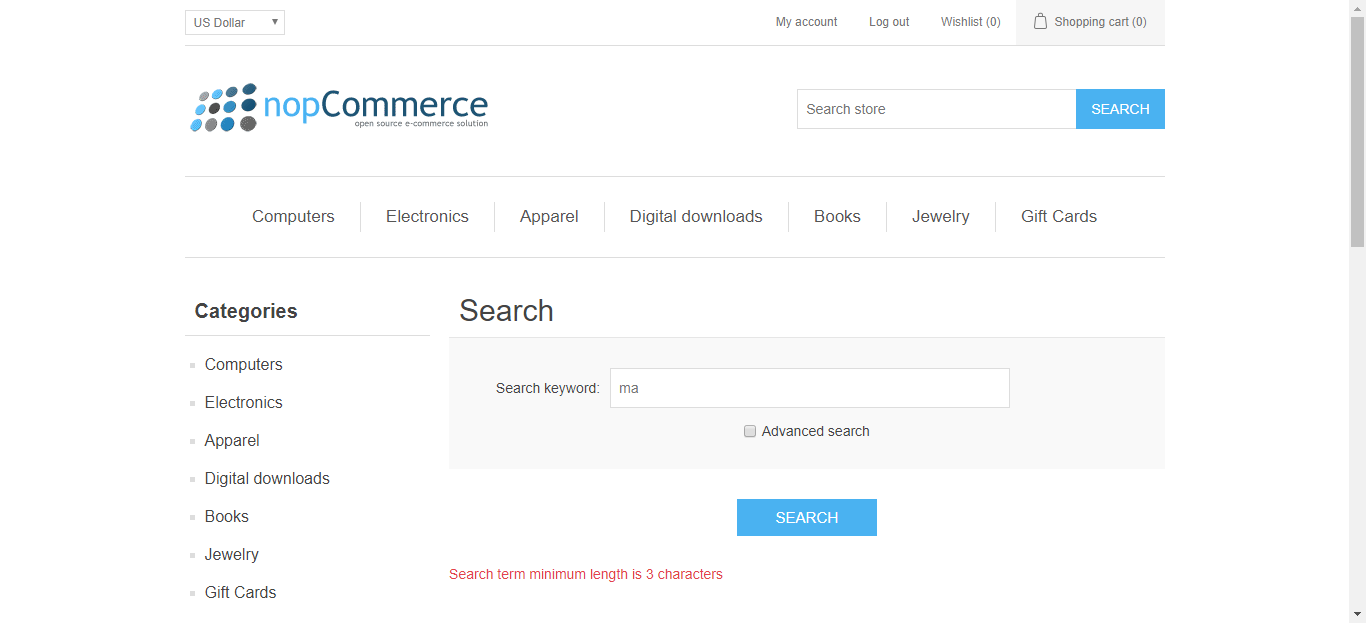 US Dollar My account Log out Wishlist (0) Shopping cart (0)
nopCommerce
open source e-commerce solution
Search store SEARCH
Computers Electronics Apparel Digital downloads Books Jewelry Gift Cards
Categories
Computers
Electronics
Apparel
Digital downloads
Books
Jewelry
Gift Cards
Search
Search keyword: ma
Advanced search
SEARCH
Search term minimum length is 3 characters